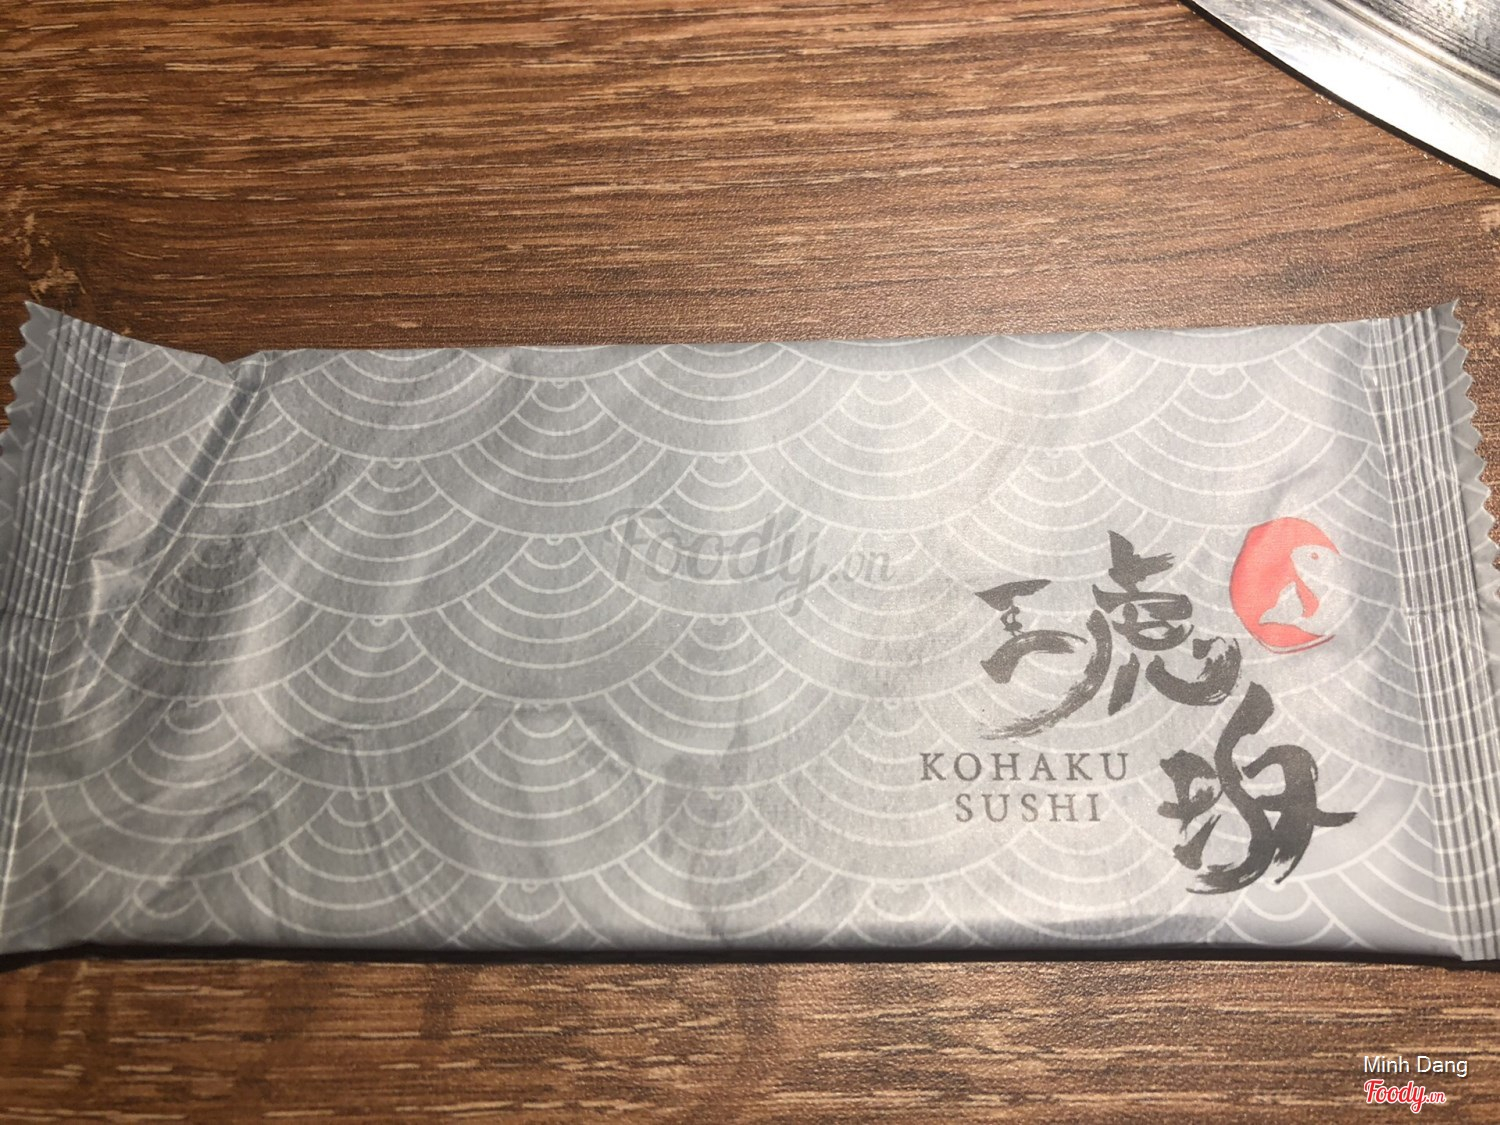 Foody.vn
琥珀
KOHAKU
SUSHI
Minh Dang
Foody.vn